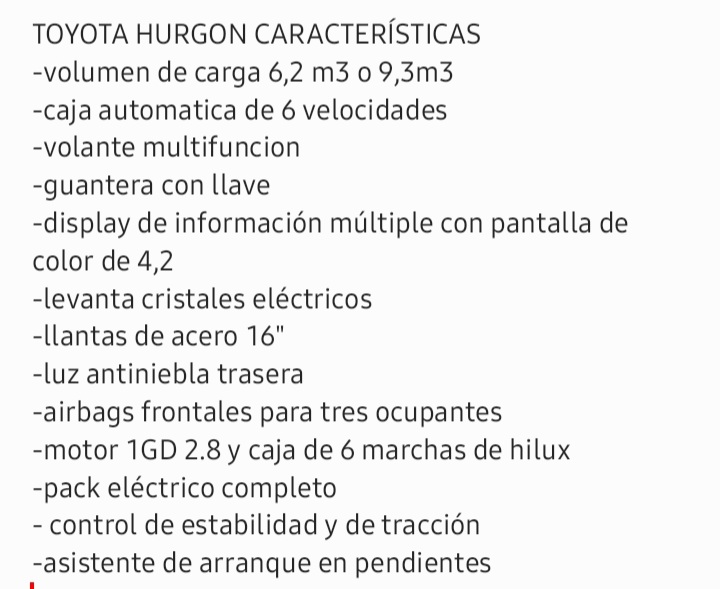 TOYOTA HURGON CARACTERÍSTICAS
-volumen de carga 6,2 m3 o 9,3m3
-caja automatica de 6 velocidades
-volante multifuncion
-guantera con llave
-display de información múltiple con pantalla de
color de 4,2
-levanta cristales eléctricos
-llantas de acero 16"
-luz antiniebla trasera
-airbags frontales para tres ocupantes
-motor 1GD 2.8 y caja de 6 marchas de hilux
-pack eléctrico completo
- control de estabilidad y de tracción
-asistente de arranque en pendientes